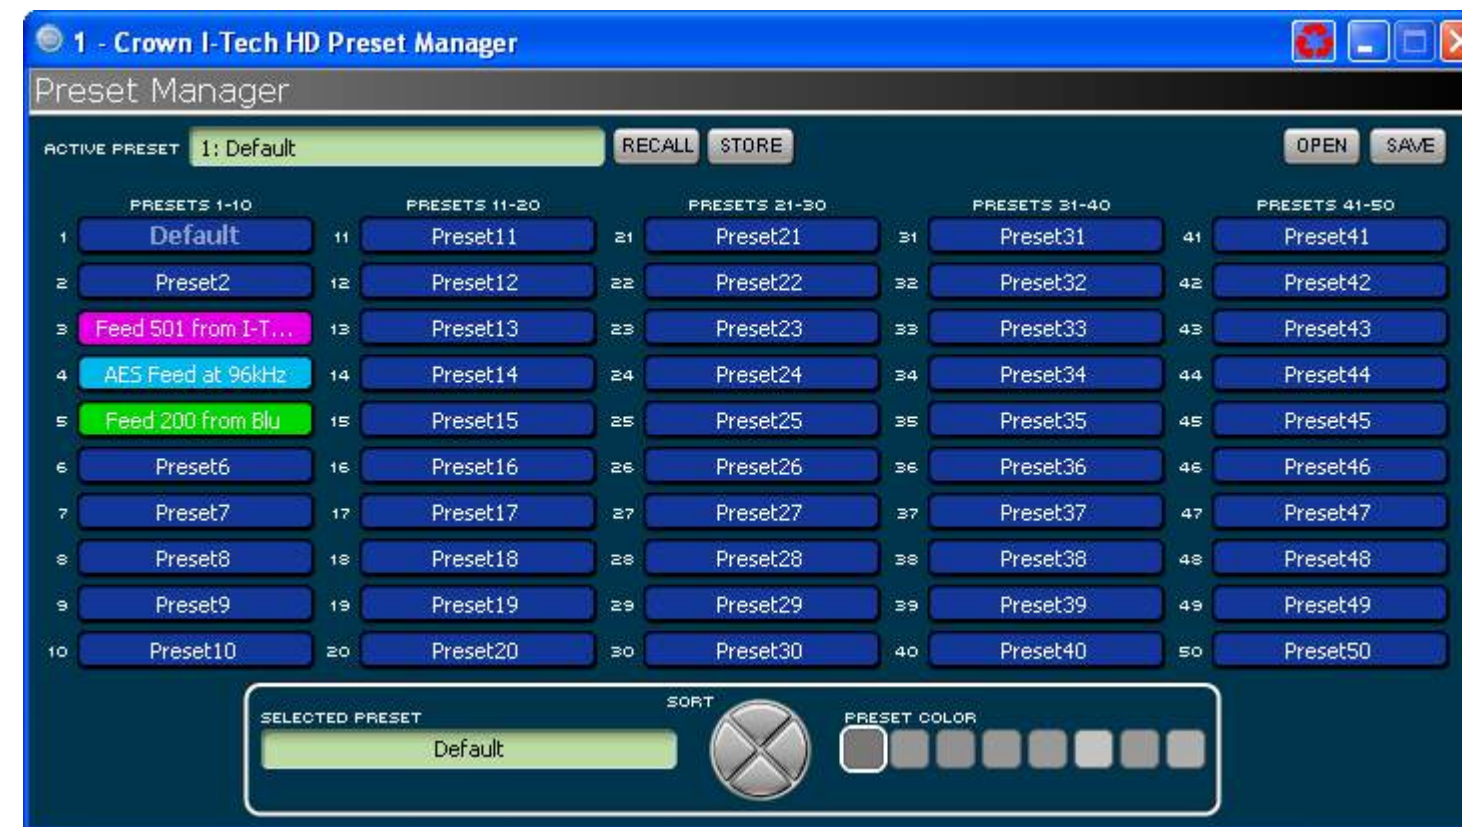 1 - Crown I-Tech HD Preset Manager
Preset Manager
ACTIVE PRESET 1: Default RECALL STORE OPEN SAVE
PRESETS 1-10 PRESETS 11-20 PRESETS 21-30 PRESETS 31-40 PRESETS 41-50
1 Default 11 Preset11 21 Preset21 31 Preset31 41 Preset41
2 Preset2 12 Preset12 22 Preset22 32 Preset32 42 Preset42
3 Feed 501 from I-T... 13 Preset13 23 Preset23 33 Preset33 43 Preset43
4 AES Feed at 96kHz 14 Preset14 24 Preset24 34 Preset34 44 Preset44
5 Feed 200 from Blu 15 Preset15 25 Preset25 35 Preset35 45 Preset45
6 Preset6 16 Preset16 26 Preset26 36 Preset36 46 Preset46
7 Preset7 17 Preset17 27 Preset27 37 Preset37 47 Preset47
8 Preset8 18 Preset18 28 Preset28 38 Preset38 48 Preset48
9 Preset9 19 Preset19 29 Preset29 39 Preset39 49 Preset49
10 Preset10 20 Preset20 30 Preset30 40 Preset40 50 Preset50
SELECTED PRESET SORT PRESET COLOR
Default